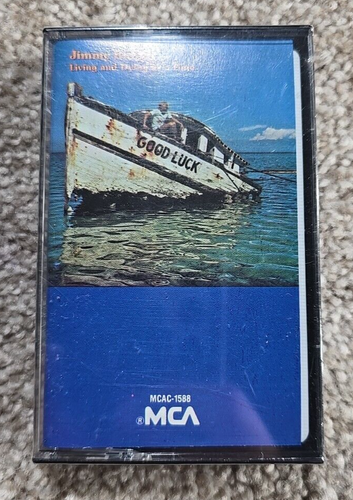 Jimmy
Living and
GOOD LUCK
MCAC-1588
®MCA